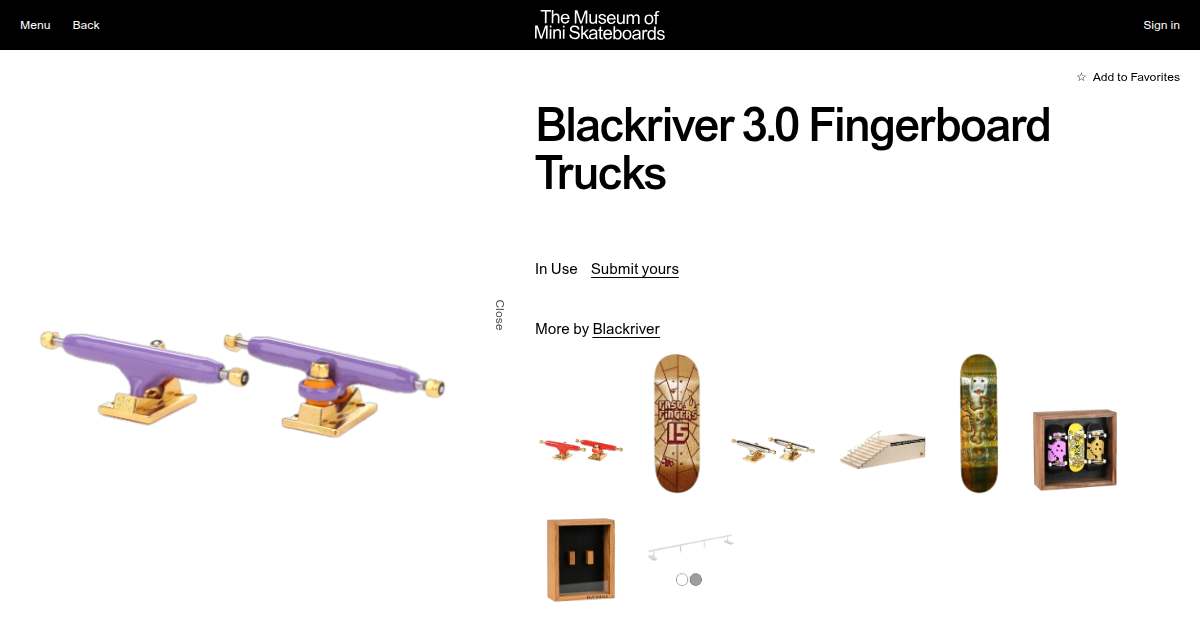 Menu
Back
The Museum of
Mini Skateboards
Sign in
☆ Add to Favorites
Blackriver 3.0 Fingerboard
Trucks
In Use Submit yours
Close
More by Blackriver
FINGERS
15